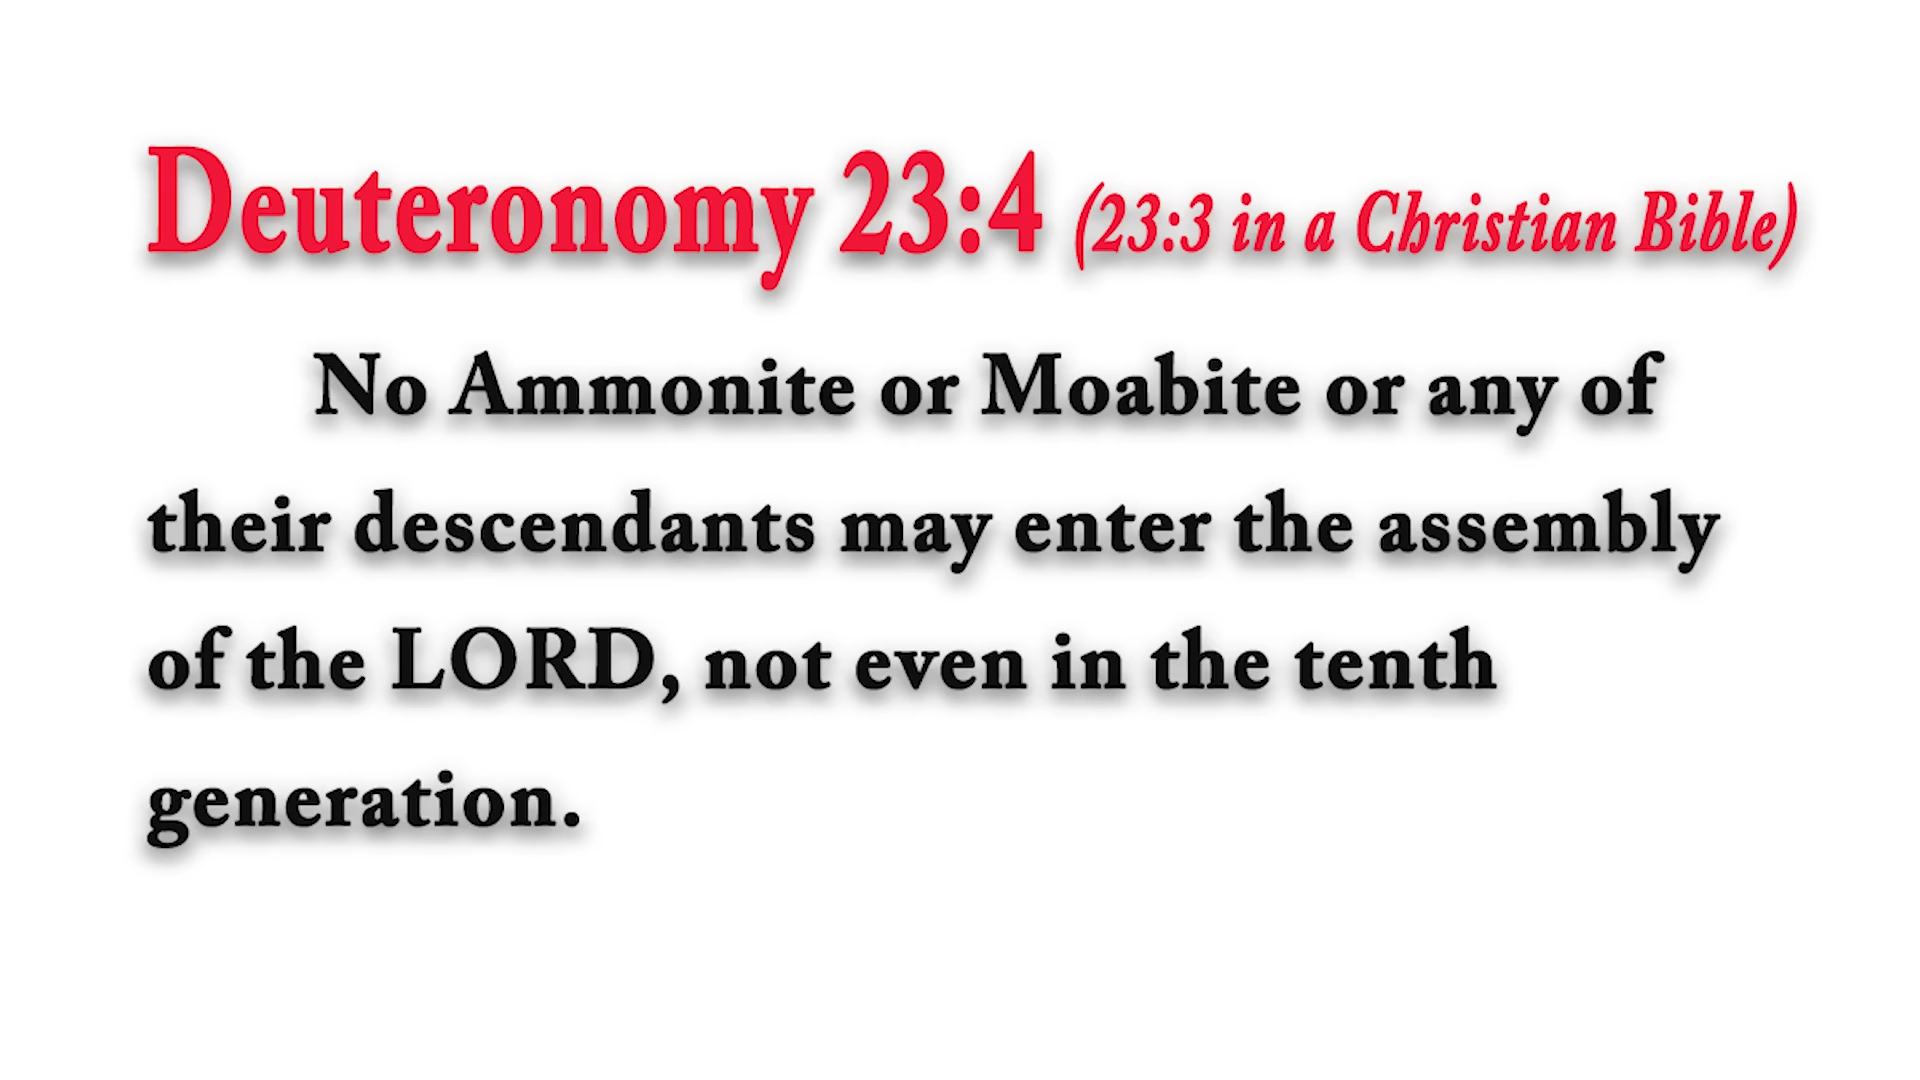 Deuteronomy 23:4 (23:3 in a Christian Bible)
No Ammonite or Moabite or any of
their descendants may enter the assembly
of the LORD, not even in the tenth
generation.